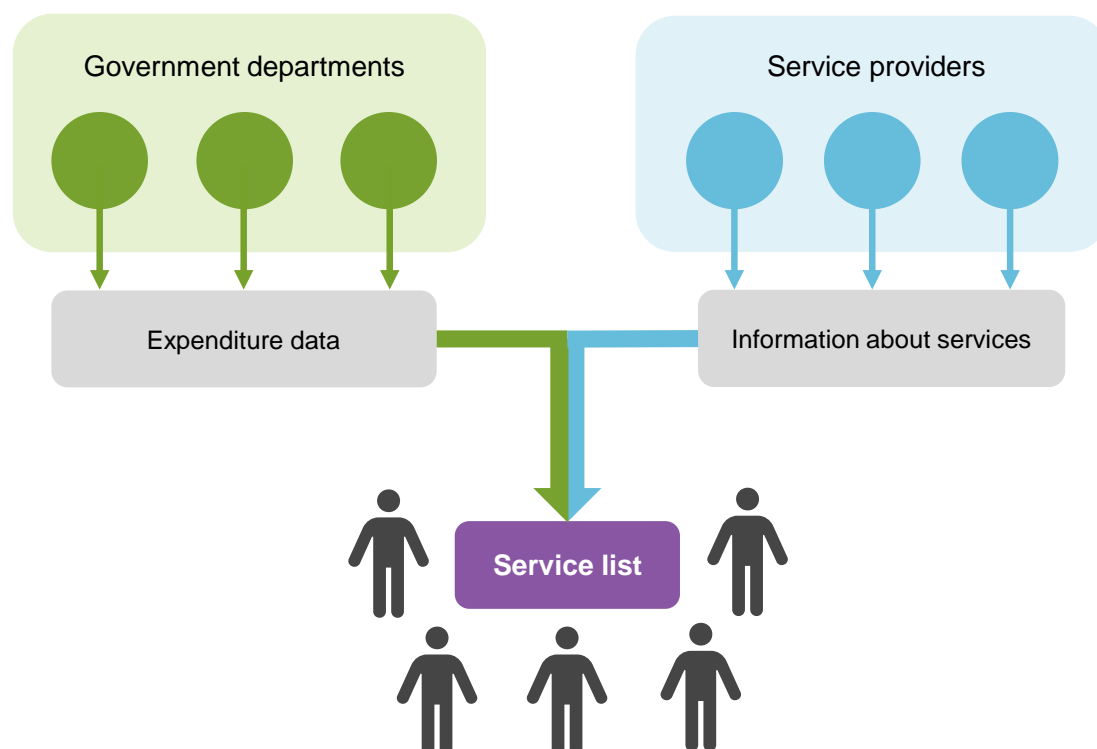 Government departments
Service providers
Expenditure data
Information about services
Service list